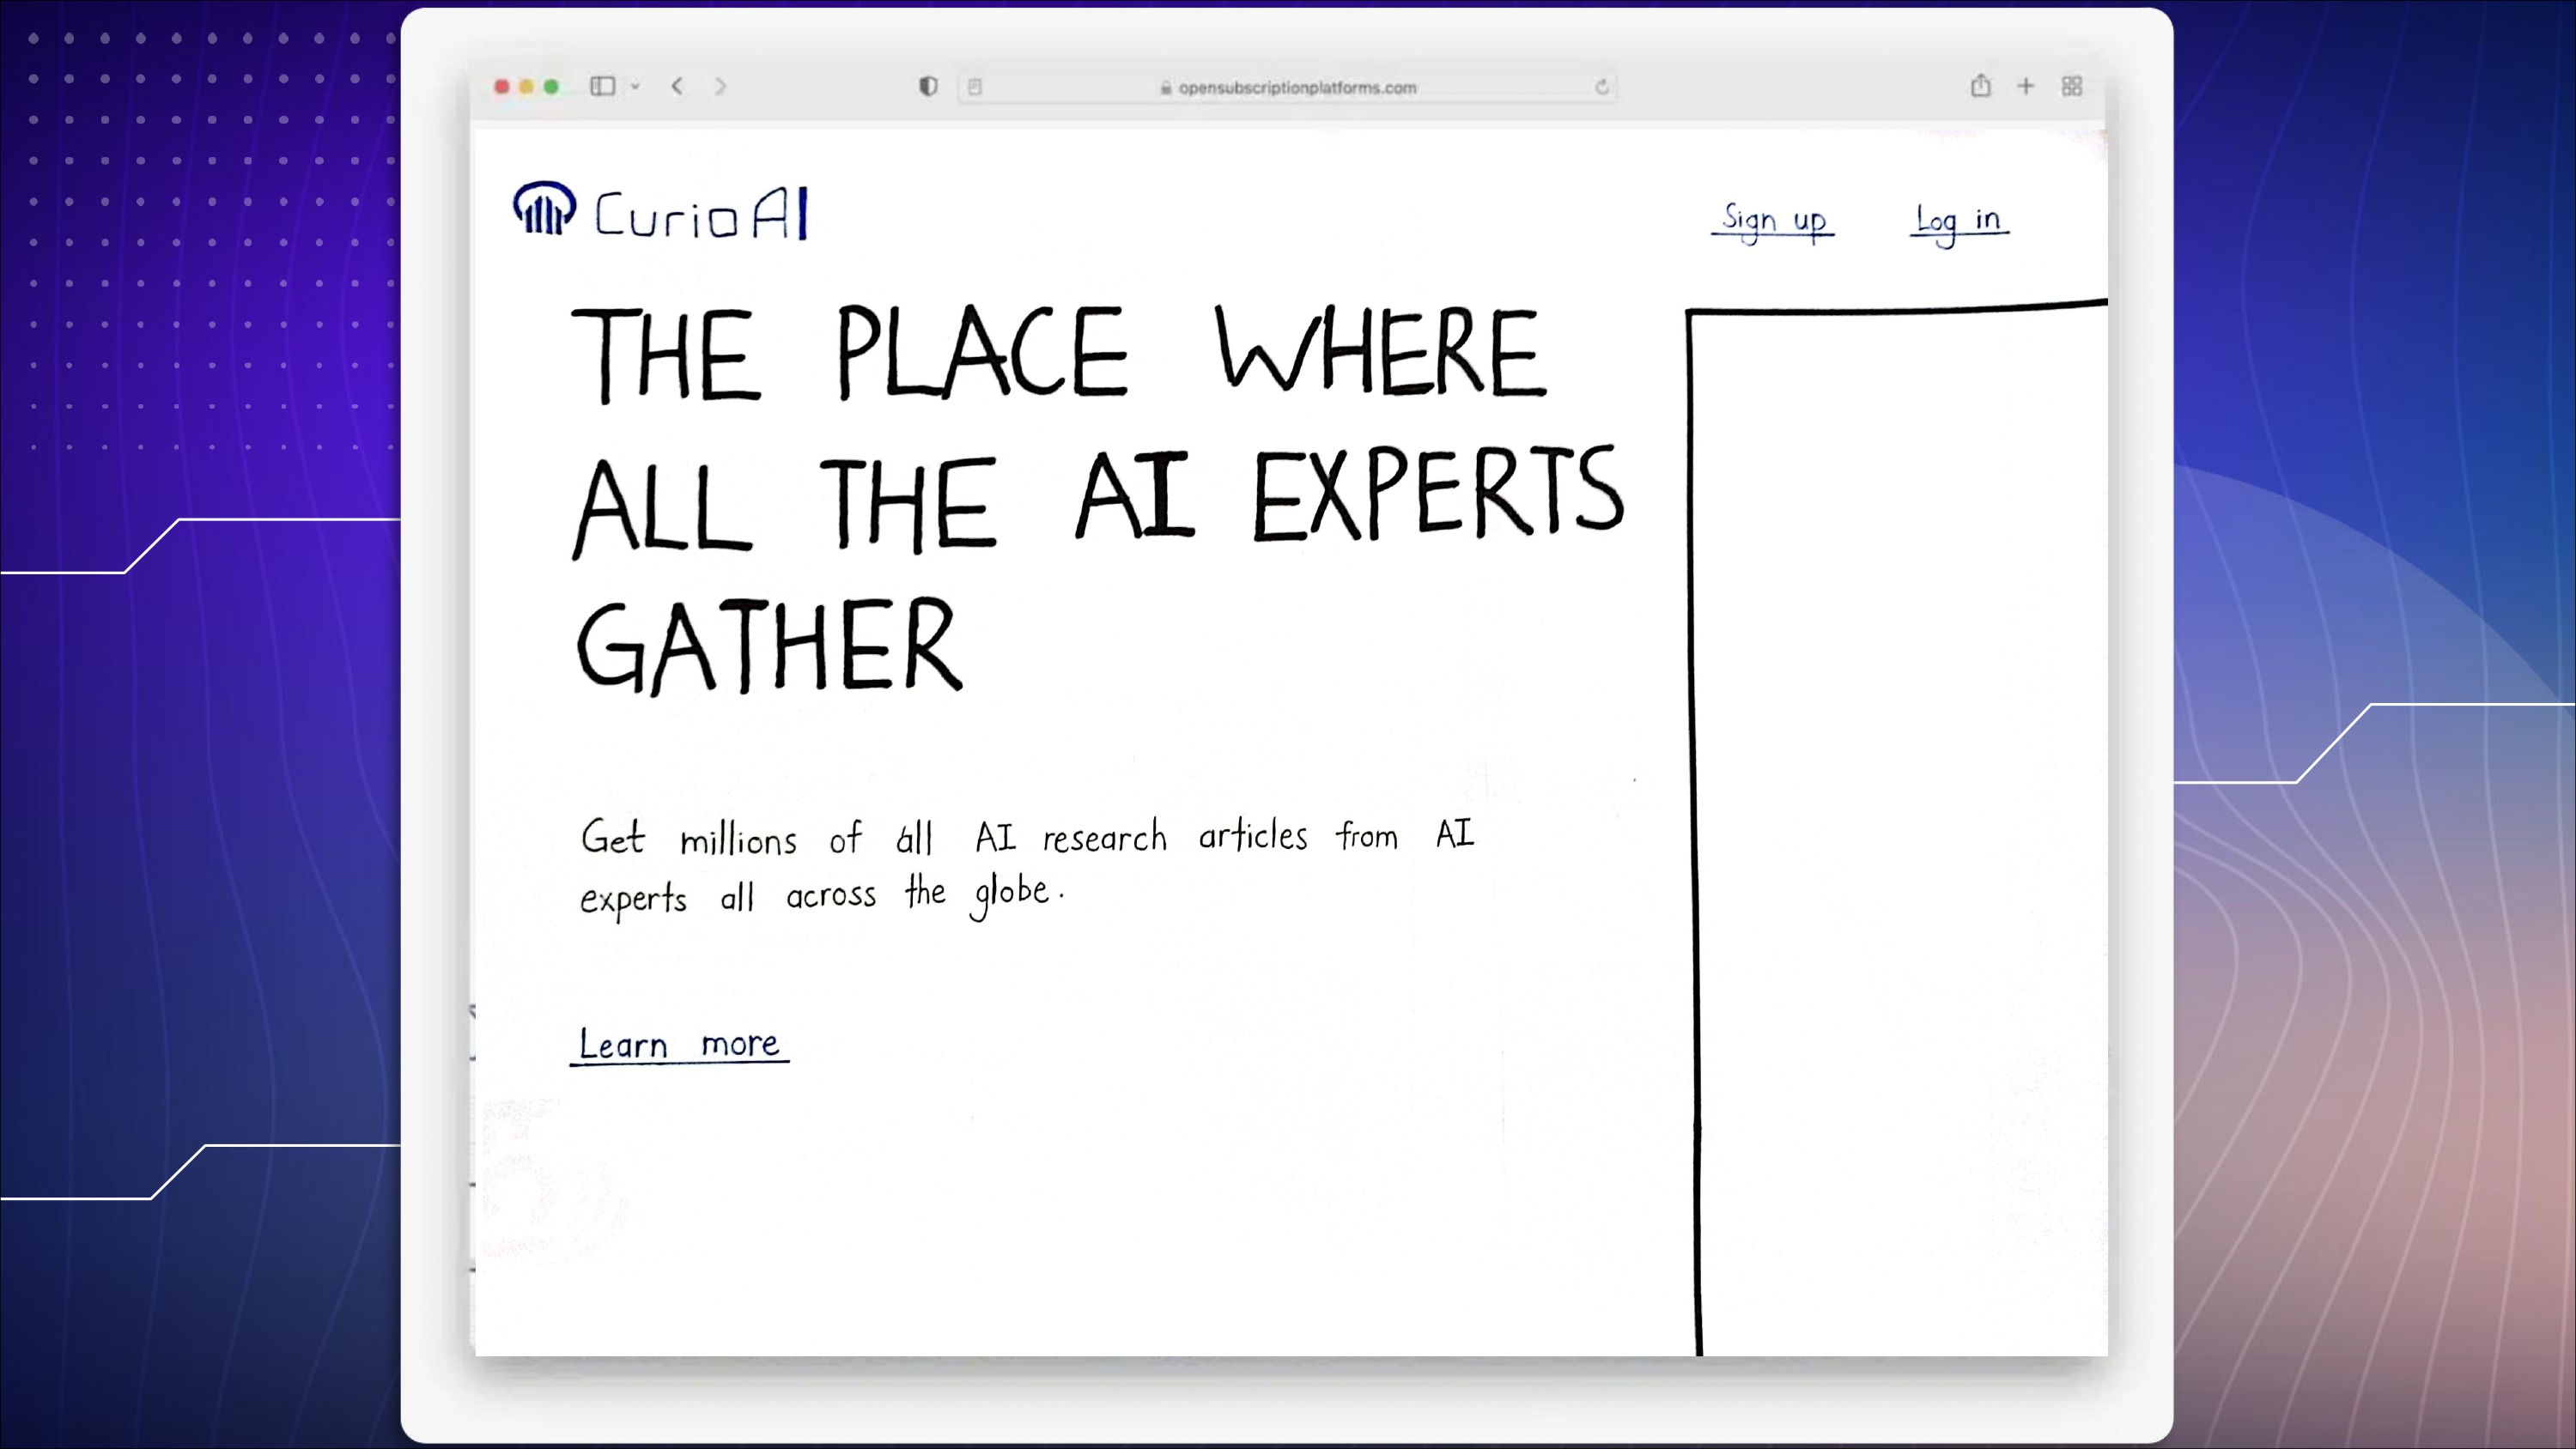 opensubscriptionplatforms.com
CurioAI
Sign up Log in
THE PLACE WHERE
ALL THE AI EXPERTS
GATHER
Get millions of all AI research articles from AI
experts all across the globe.
Learn more